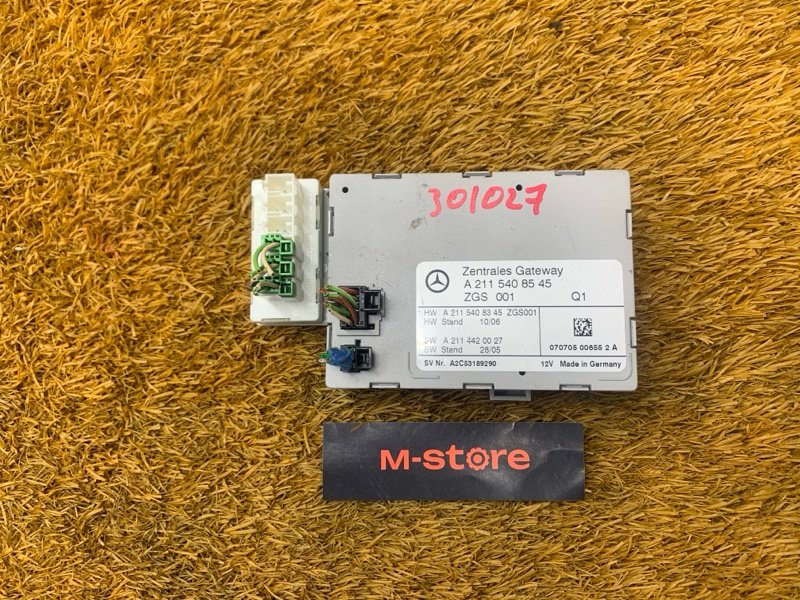 301027
Zentrales Gateway
A 211 540 85 45
ZGS 001 Q1
HW A 211 540 83 45 ZGS001
HW Stand 10/06
SW A 211 442 00 27
SW Stand 28/05
070705 00655 2 A
SV Nr. A2C53189290 12V Made in Germany
M-store